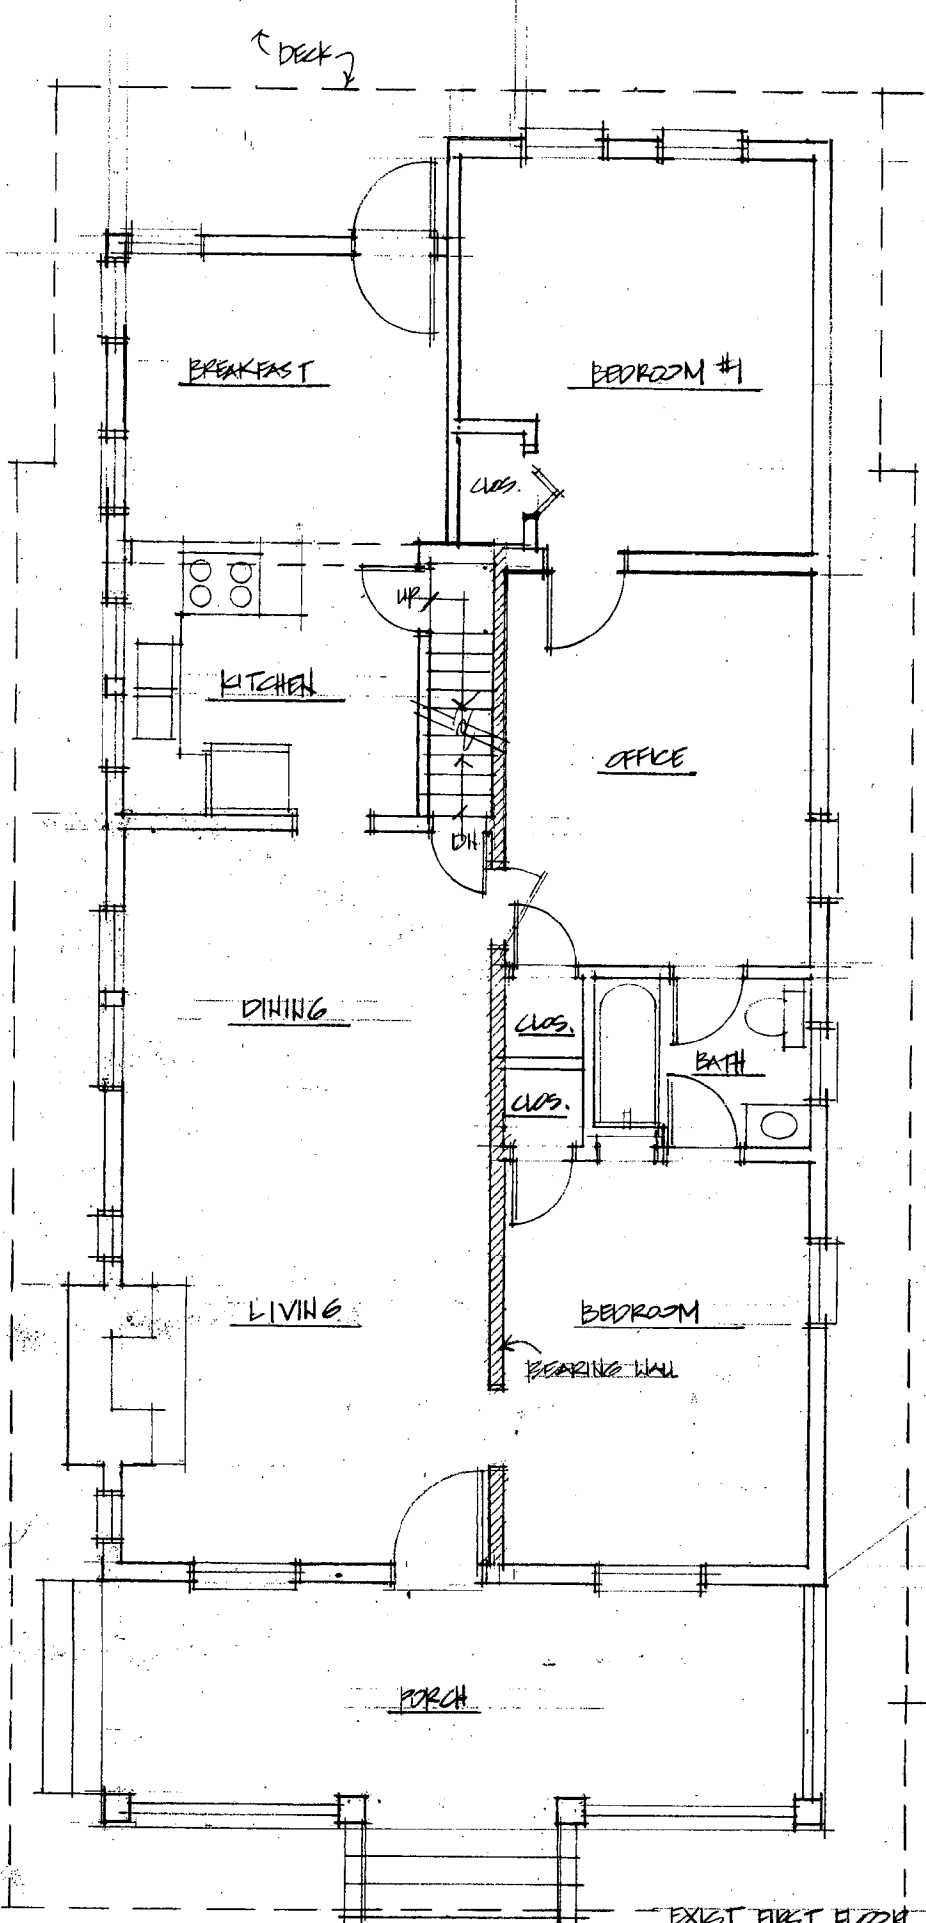 DECK
BREAKFAST
BEDROOM #1
CLOS.
UP
KITCHEN
OFFICE
DN
DINING
CLOS.
BATH
CLOS.
LIVING
BEDROOM
BEARING WALL
PORCH
EXIST FIRST FLOOR